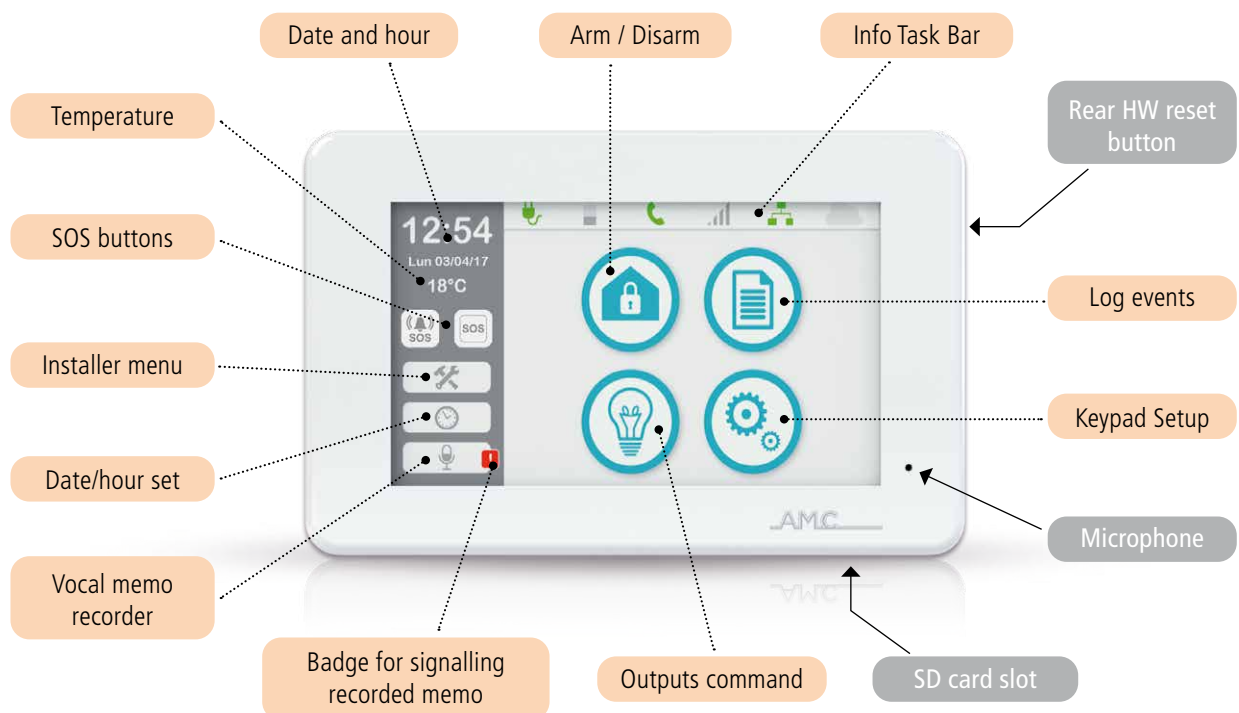 Date and hour
Arm / Disarm
Info Task Bar
Temperature
Rear HW reset
button
12:54
Lun 03/04/17
18°C
SOS buttons
SOS
SOS
Log events
Installer menu
Keypad Setup
Date/hour set
!
AMC
Microphone
Vocal memo
recorder
AMC
Badge for signalling
recorded memo
Outputs command
SD card slot